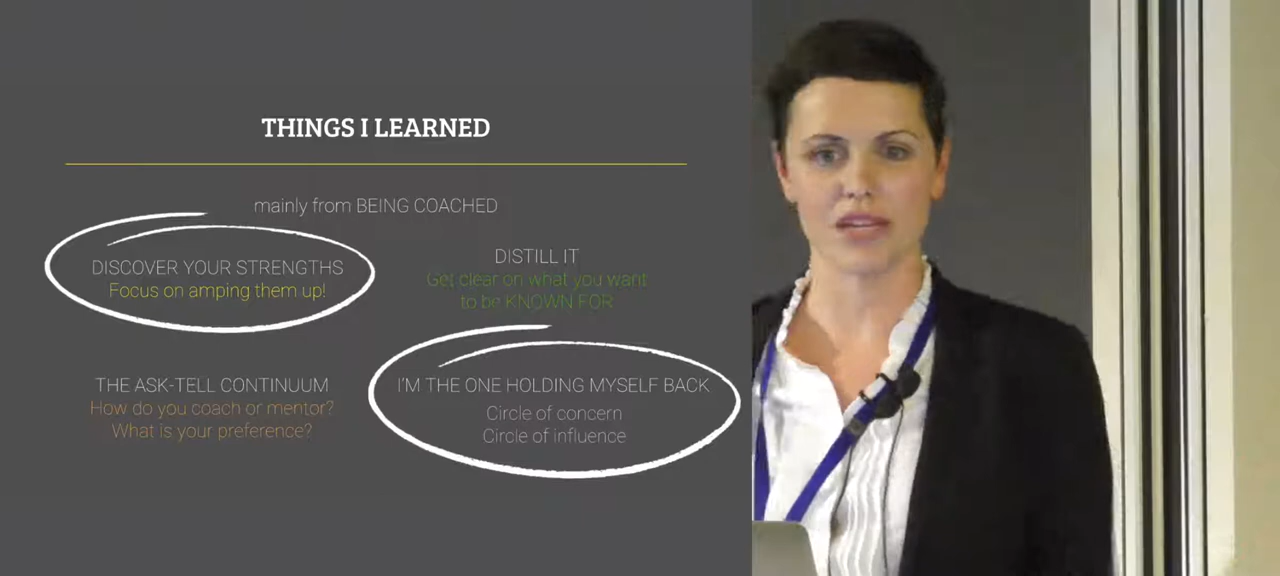 THINGS I LEARNED
mainly from BEING COACHED
DISCOVER YOUR STRENGTHS
Focus on amping them up!
DISTILL IT
Get clear on what you want
to be KNOWN FOR
THE ASK-TELL CONTINUUM
How do you coach or mentor?
What is your preference?
I'M THE ONE HOLDING MYSELF BACK
Circle of concern
Circle of influence